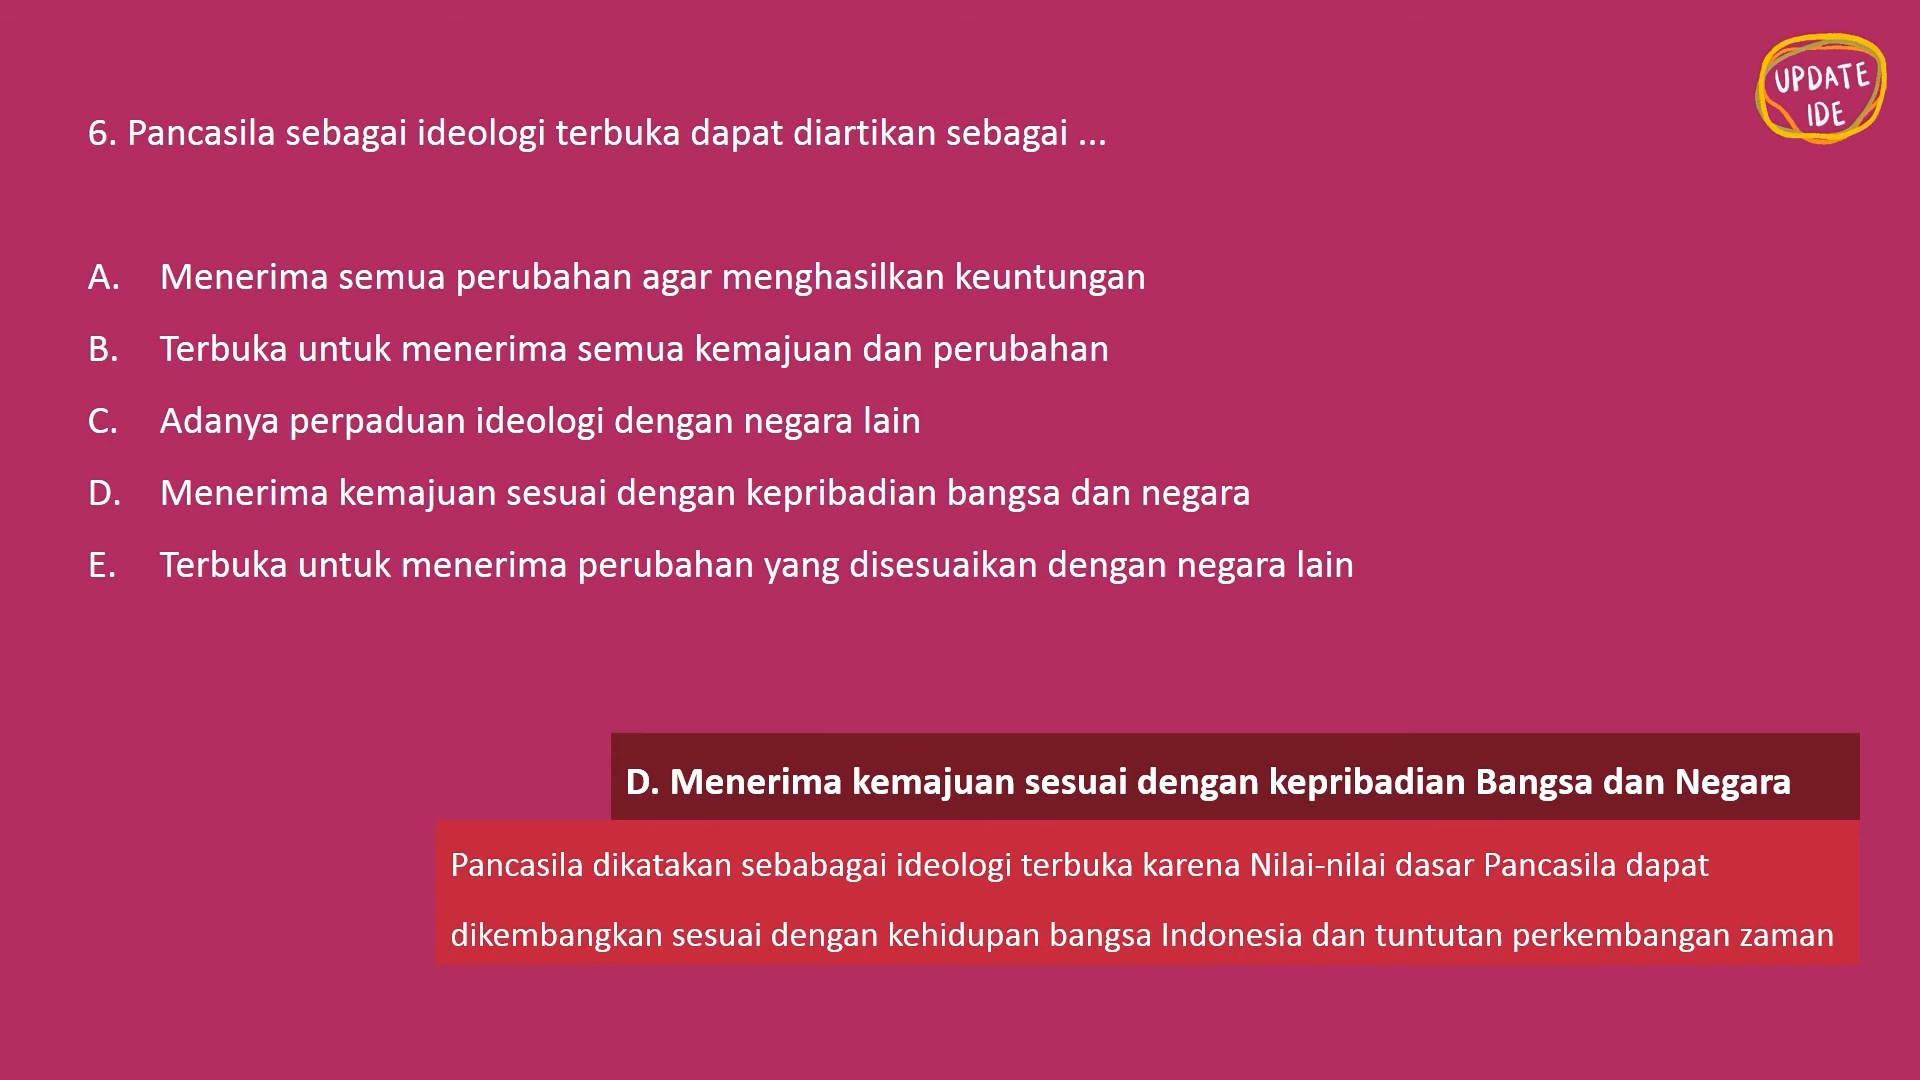 UPDATE
IDE
6. Pancasila sebagai ideologi terbuka dapat diartikan sebagai ...
A. Menerima semua perubahan agar menghasilkan keuntungan
B. Terbuka untuk menerima semua kemajuan dan perubahan
C. Adanya perpaduan ideologi dengan negara lain
D. Menerima kemajuan sesuai dengan kepribadian bangsa dan negara
E. Terbuka untuk menerima perubahan yang disesuaikan dengan negara lain
D. Menerima kemajuan sesuai dengan kepribadian Bangsa dan Negara
Pancasila dikatakan sebabagai ideologi terbuka karena Nilai-nilai dasar Pancasila dapat
dikembangkan sesuai dengan kehidupan bangsa Indonesia dan tuntutan perkembangan zaman